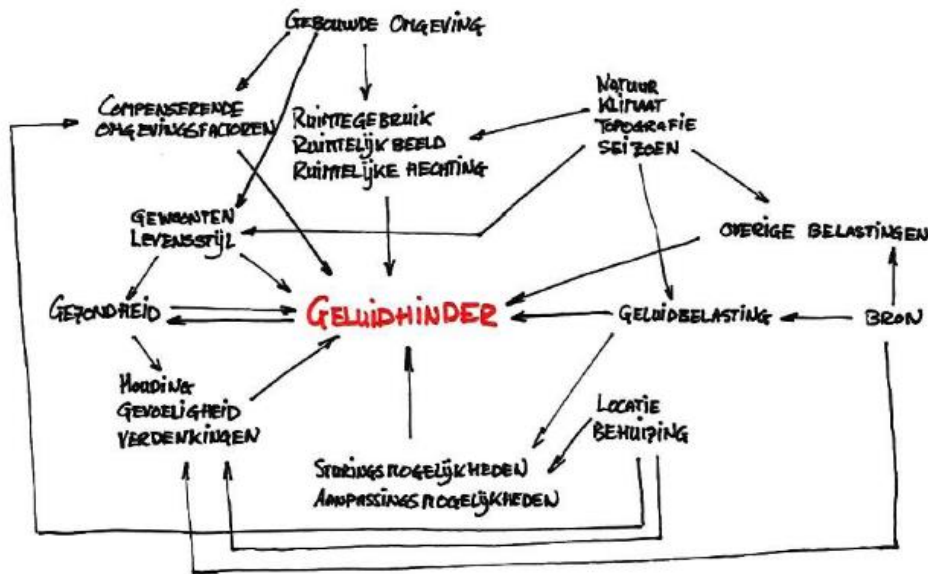 GEBOUWDE OMGEVING
COMPENSERENDE
OMGEVINGSFACTOREN
RUIMTEGEBRUIK
RUIMTELIJK BEELD
RUIMTELIJKE HECHTING
NATUUR
KLIMAAT
TOPOGRAFIE
SEIZOEN
GEWOONTEN
LEVENSSTIJL
OVERIGE BELASTINGEN
GEZONDHEID
GELUIDHINDER
GELUIDBELASTING
BRON
HOUDING
GEVOELIGHEID
VERDENKINGEN
LOCATIE
BEHUIZING
STURINGSMOGELIJKHEDEN
AANPASSINGSMOGELIJKHEDEN